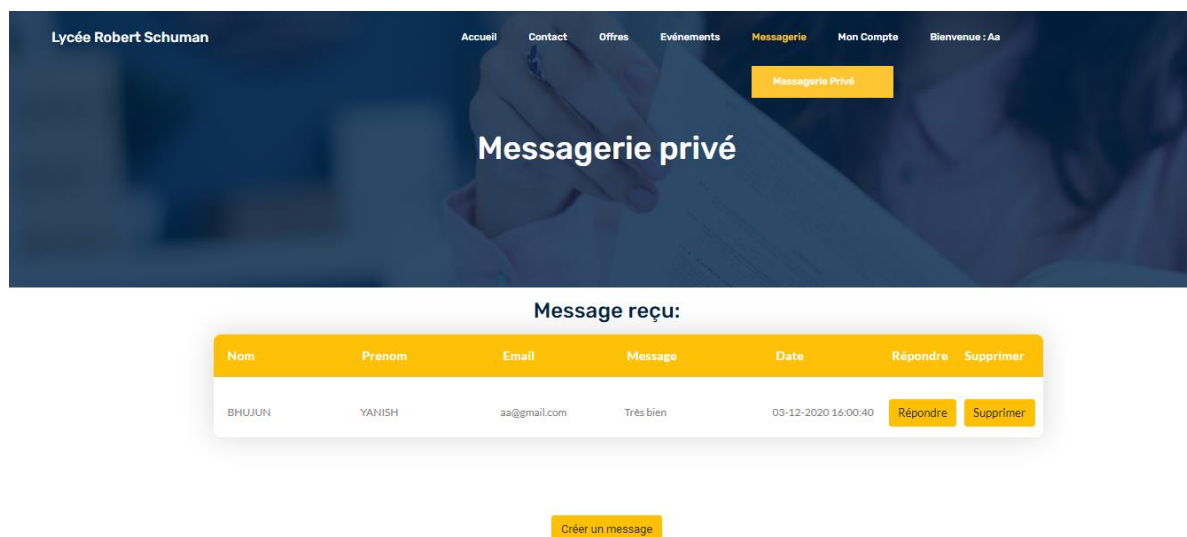 Lycée Robert Schuman Accueil Contact Offres Evénements Messagerie Mon Compte Bienvenue : Aa
Messagerie Privé
Messagerie privé
Message reçu:
Nom Prenom Email Message Date Répondre Supprimer
BHUJUN YANISH aa@gmail.com Très bien 03-12-2020 16:00:40 Répondre Supprimer
Créer un message